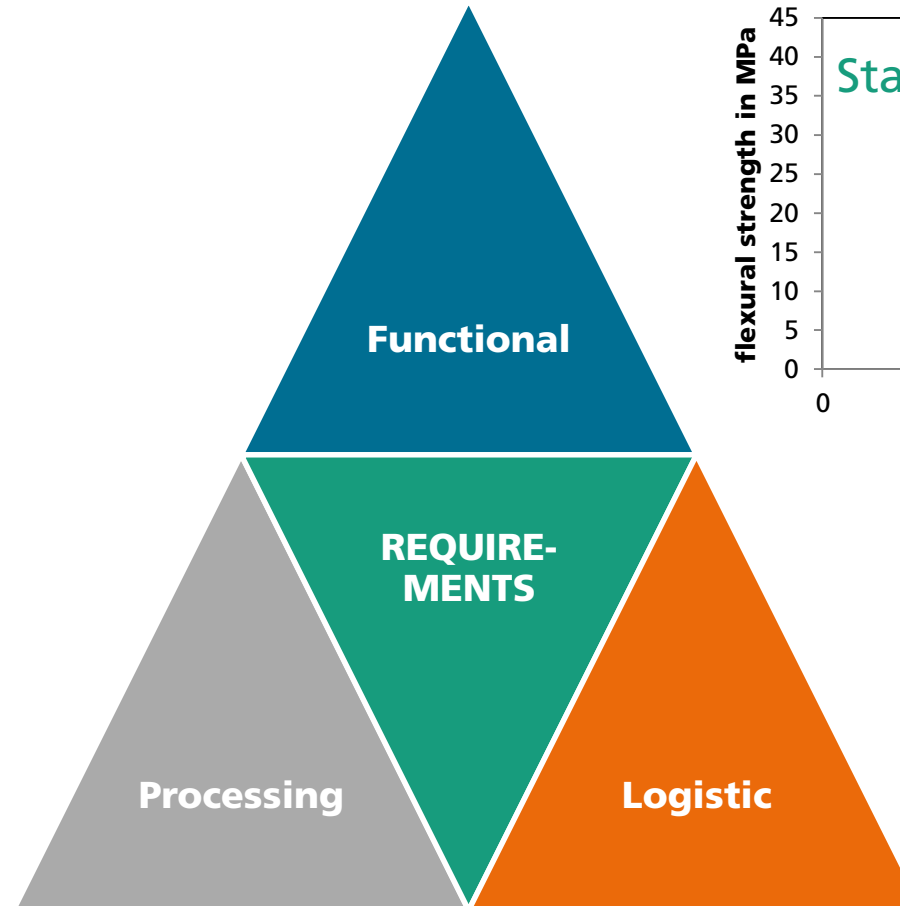 45
40
35
30
25
20
15
10
5
0
flexural strength in MPa
0
Functional
REQUIRE-
MENTS
Processing
Logistic